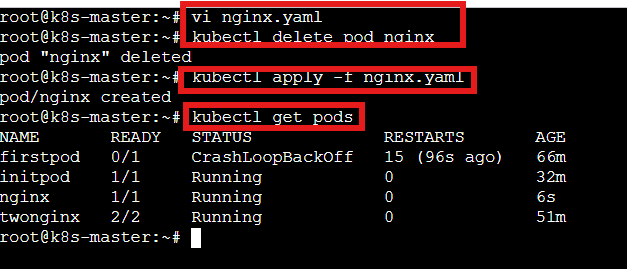 root@k8s-master:~# vi nginx.yaml
root@k8s-master:~# kubectl delete pod nginx
pod "nginx" deleted
root@k8s-master:~# kubectl apply -f nginx.yaml
pod/nginx created
root@k8s-master:~# kubectl get pods
NAME READY STATUS RESTARTS AGE
firstpod 0/1 CrashLoopBackOff 15 (96s ago) 66m
initpod 1/1 Running 0 32m
nginx 1/1 Running 0 6s
twonginx 2/2 Running 0 51m
root@k8s-master:~#